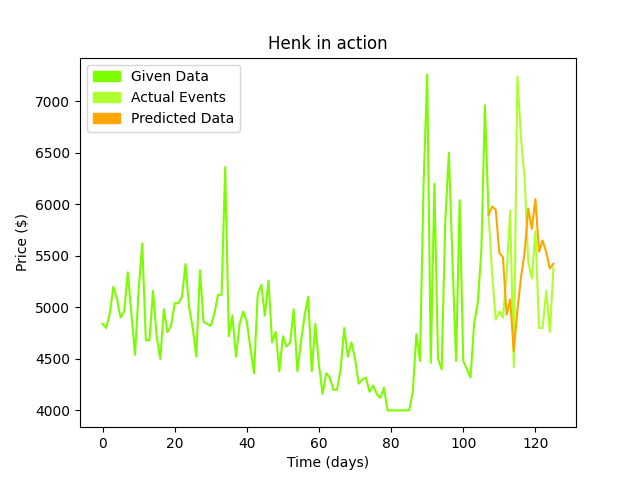 Henk in action
Given Data
Actual Events
Predicted Data
Price ($)
7000
6500
6000
5500
5000
4500
4000
0 20 40 60 80 100 120
Time (days)